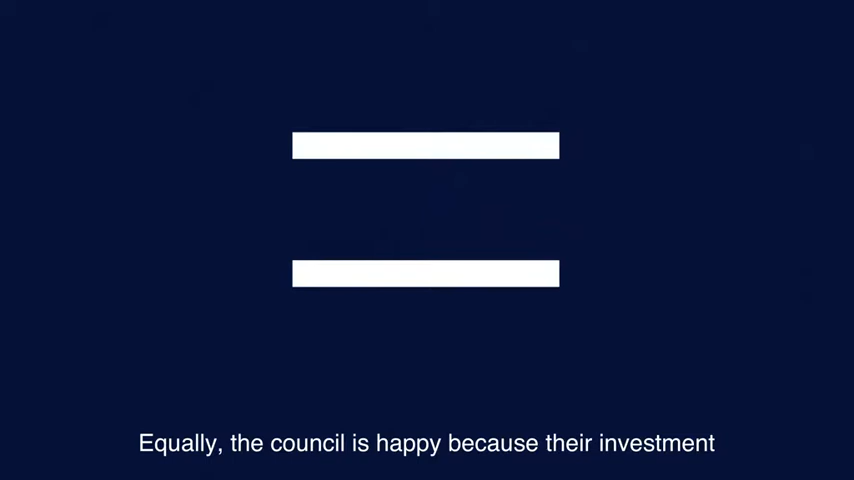 Equally, the council is happy because their investment